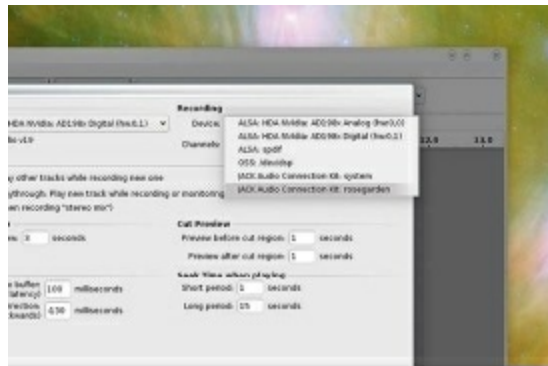 Recording
HDA NVidia: AD198x Digital (hw:0,1)
Device:
ALSA: HDA NVidia: AD198x Analog (hw:0,0)
ALSA: HDA NVidia: AD198x Digital (hw:0,1)
ALSA: spdif
OSS: /dev/dsp
JACK Audio Connection Kit: system
JACK Audio Connection Kit: rosegarden
Channels:
12.0 13.0
other tracks while recording new one
ythrough: Play new track while recording or monitoring
en recording "stereo mix")
Cut Preview
seconds
Preview before cut region: 1 seconds
Preview after cut region: 1 seconds
Seek Time when playing
buffer
latency) 100 milliseconds
Short period: 1 seconds
Long period: 15 seconds
milliseconds